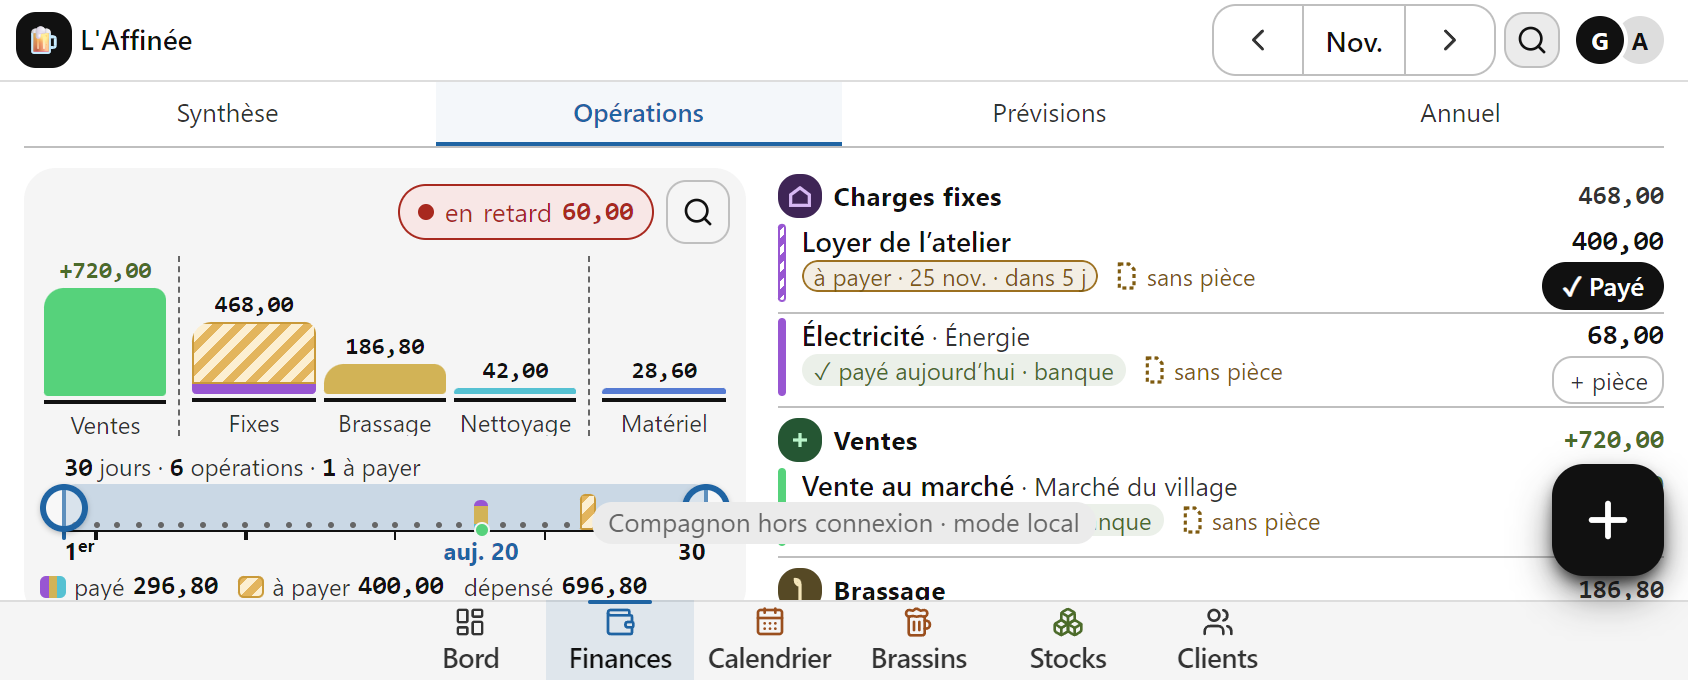 L'Affinée
Nov.
G A
Synthèse Opérations Prévisions Annuel
en retard 60,00
+720,00
468,00
186,80
42,00
28,60
Ventes Fixes Brassage Nettoyage Matériel
30 jours · 6 opérations · 1 à payer
1er auj. 20 30
payé 296,80 à payer 400,00 dépensé 696,80
Charges fixes 468,00
Loyer de l’atelier 400,00
à payer · 25 nov. · dans 5 j sans pièce ✓ Payé
Électricité · Énergie 68,00
✓ payé aujourd’hui · banque sans pièce + pièce
Ventes +720,00
Vente au marché · Marché du village
nque sans pièce
Compagnon hors connexion · mode local
Brassage 186,80
Bord Finances Calendrier Brassins Stocks Clients